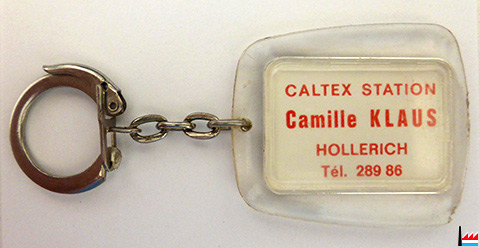 CALTEX STATION
Camille KLAUS
HOLLERICH
Tél. 289 86